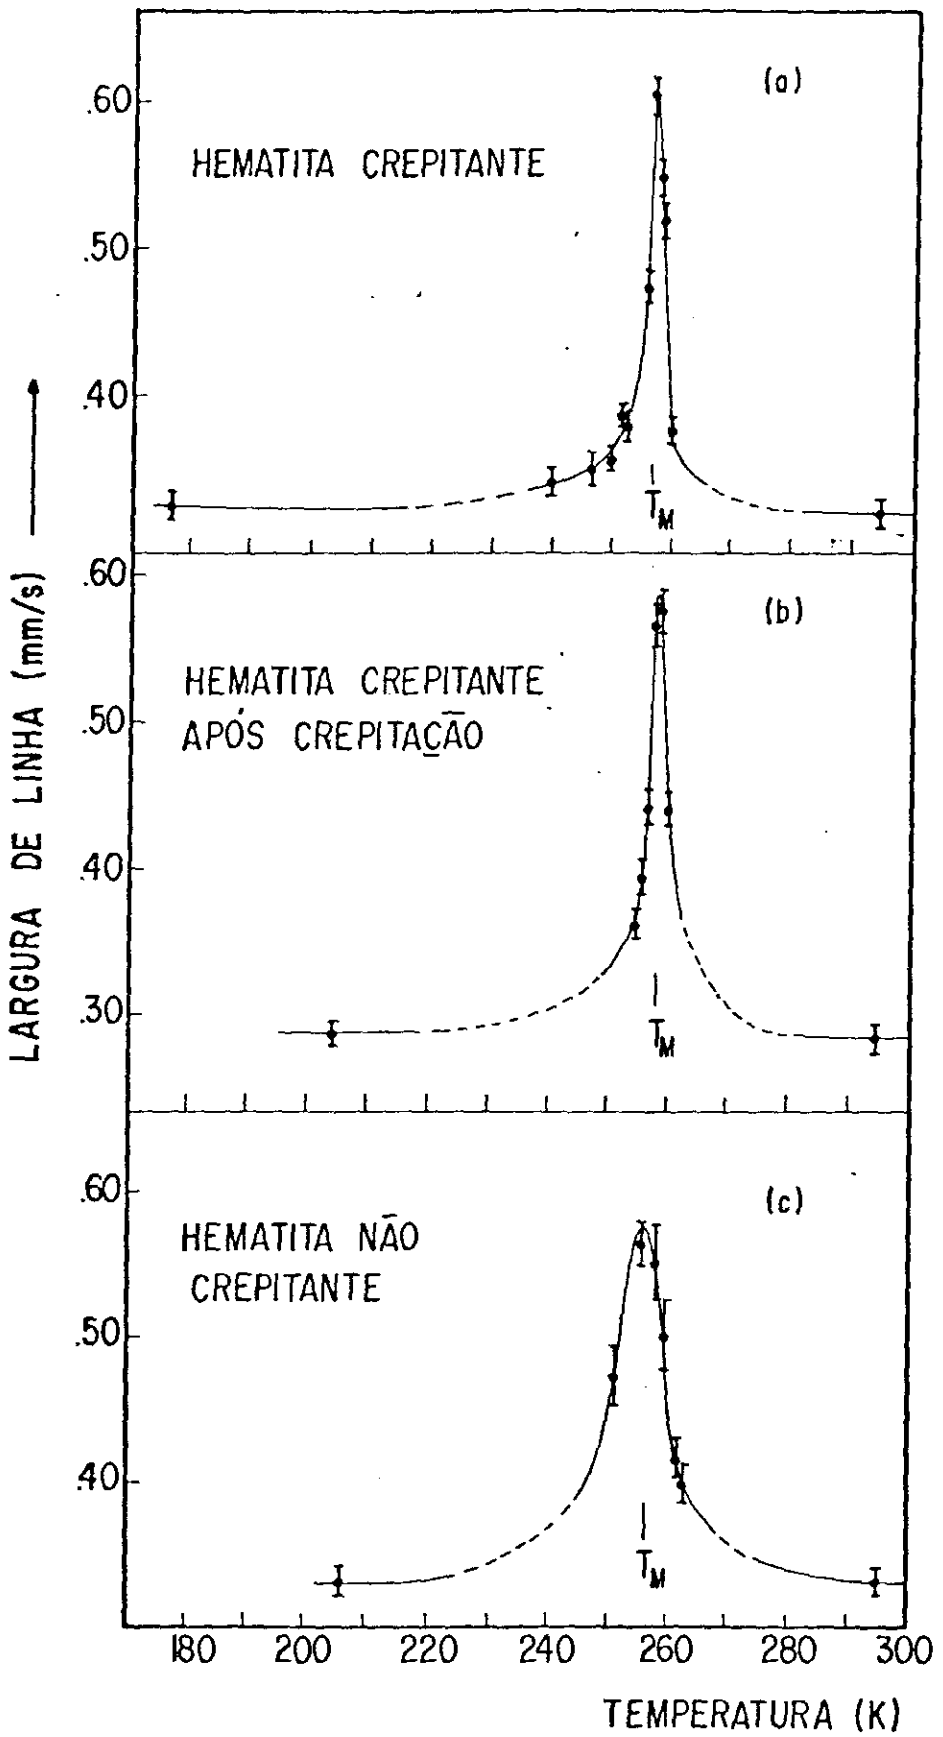 (a)
.60
HEMATITA CREPITANTE
.50
.40
T_M
.60
(b)
HEMATITA CREPITANTE
APÓS CREPITAÇÃO
.50
.40
.30
T_M
.60
(c)
HEMATITA NÃO
CREPITANTE
.50
.40
T_M
180 200 220 240 260 280 300
TEMPERATURA (K)
LARGURA DE LINHA (mm/s)